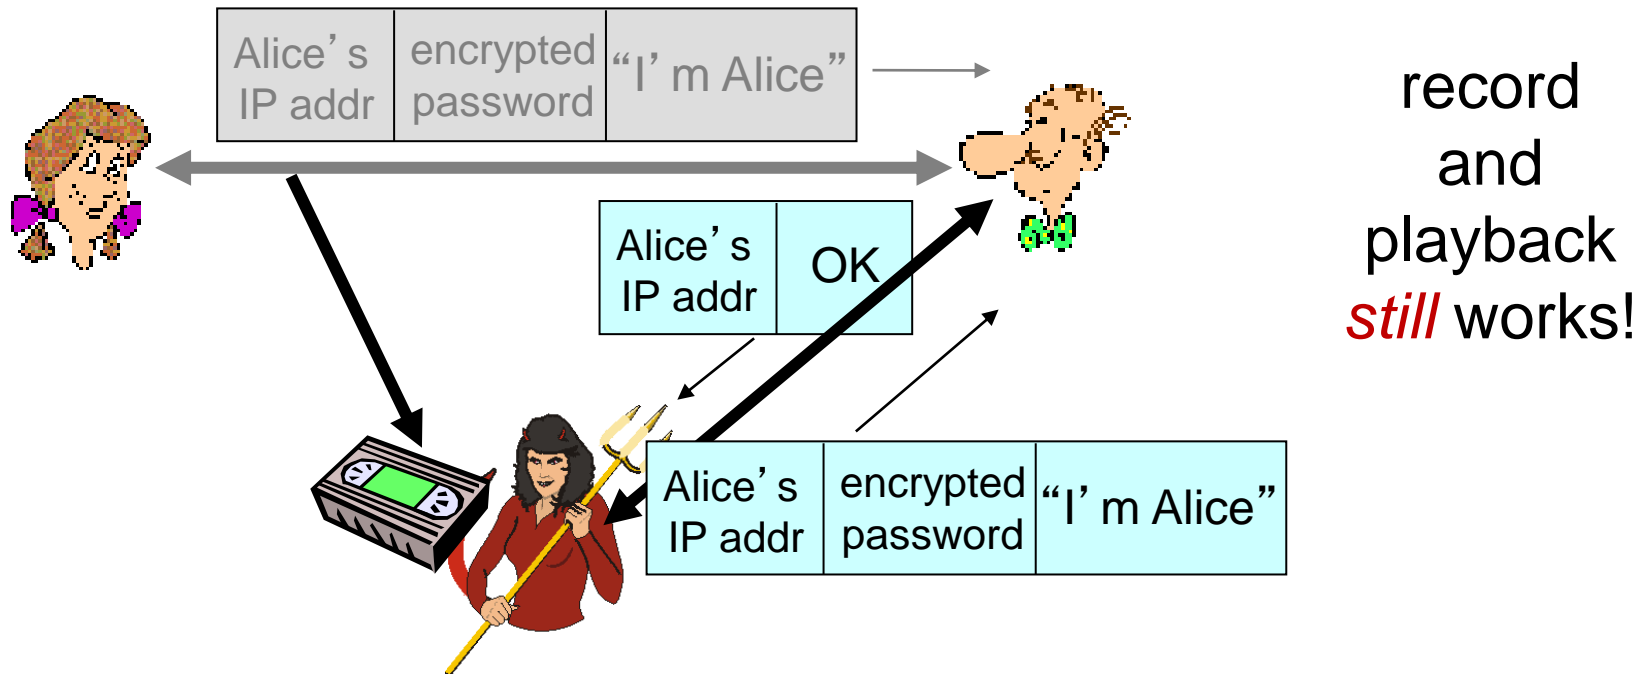 Alice’s
IP addr
encrypted
password
“I’m Alice”
record
and
playback
still works!
Alice’s
IP addr
OK
Alice’s
IP addr
encrypted
password
“I’m Alice”